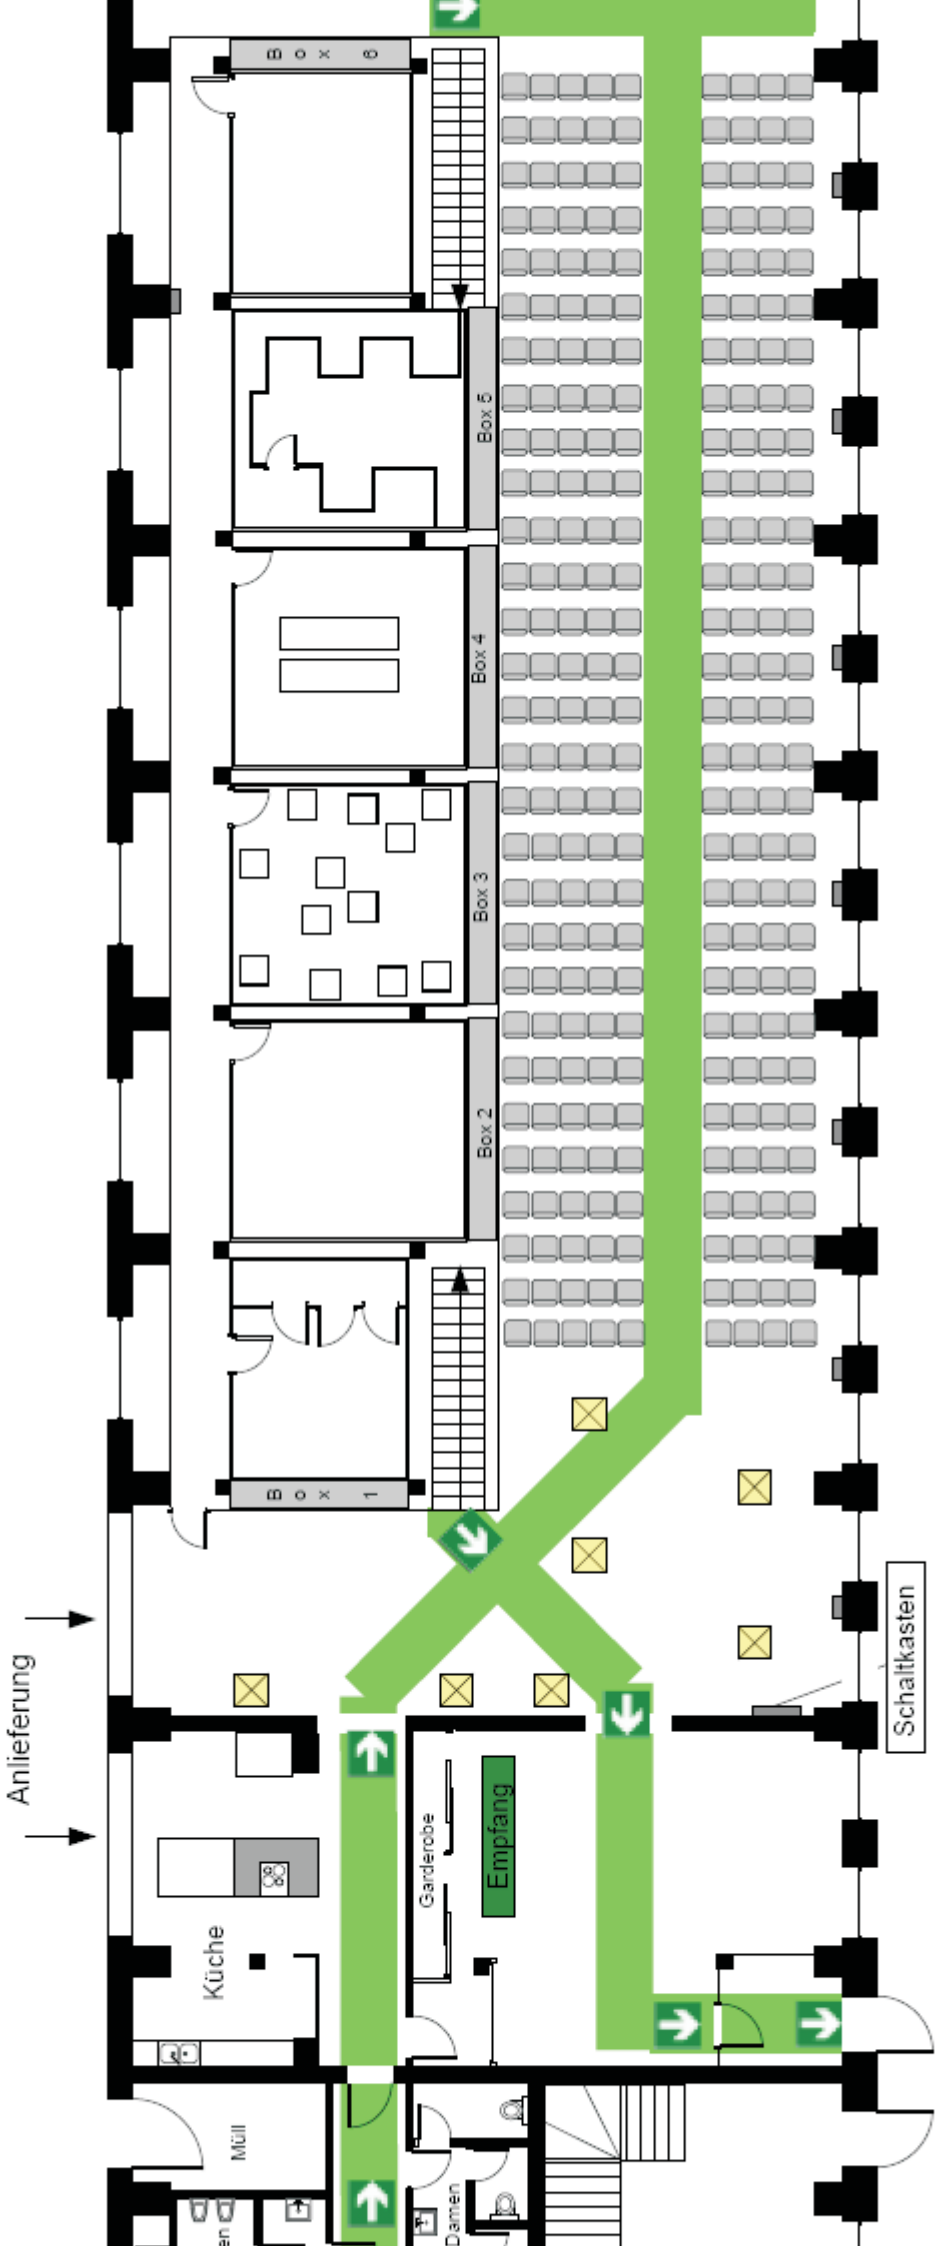 Box 6
Box 5
Box 4
Box 3
Box 2
Box 1
Anlieferung
Schaltkasten
Garderobe
Empfang
Küche
Müll
Damen
en